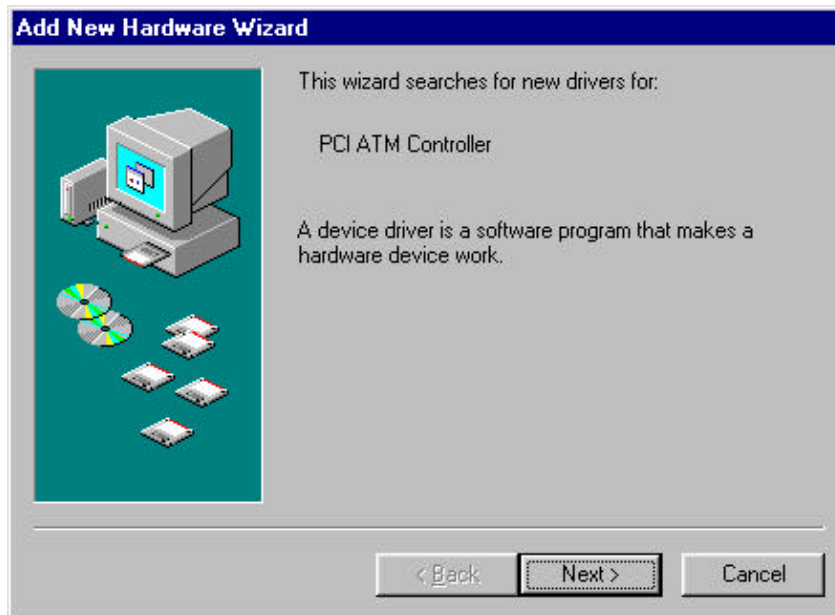 Add New Hardware Wizard
This wizard searches for new drivers for:
PCI ATM Controller
A device driver is a software program that makes a
hardware device work.
< Back
Next >
Cancel